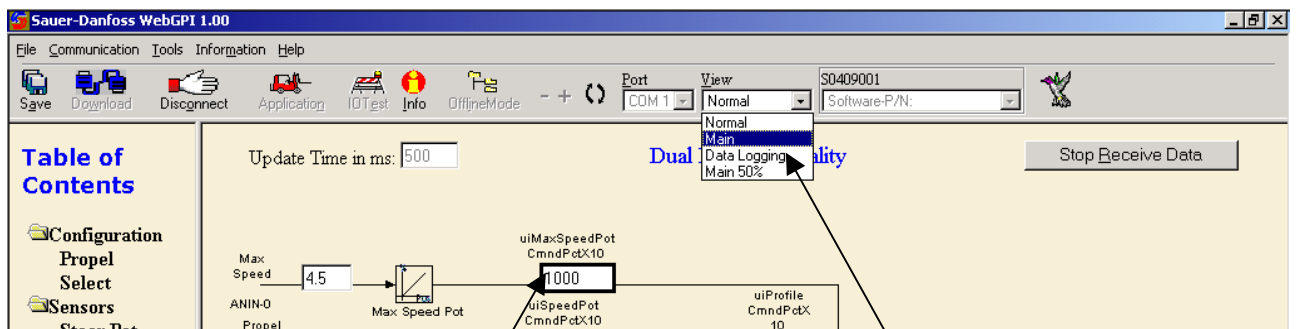 Sauer-Danfoss WebGPI 1.00
File Communication Tools Information Help
Save Download Disconnect Application IOTest Info OfflineMode - + Port View S0409001
COM 1 Normal Software-P/N:
Normal
Main
Data Logging
Main 50%
Table of
Contents
Update Time in ms: 500
Dual
ality
Stop Receive Data
Configuration
Propel
Select
Sensors
Max
Speed
4.5
ANIN-0
Propel
Max Speed Pot
uiMaxSpeedPot
CmndPctX10
1000
uiSpeedPot
CmndPctX10
uiProfile
CmndPctX
10